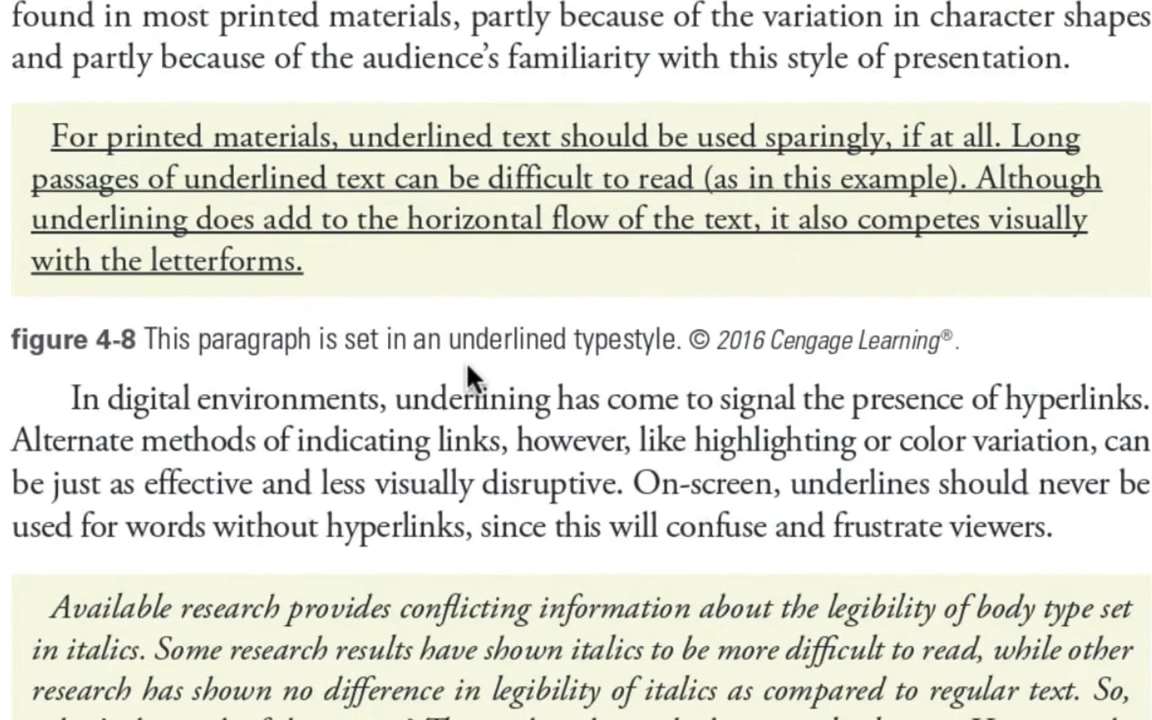 found in most printed materials, partly because of the variation in character shapes
and partly because of the audience’s familiarity with this style of presentation.
For printed materials, underlined text should be used sparingly, if at all. Long
passages of underlined text can be difficult to read (as in this example). Although
underlining does add to the horizontal flow of the text, it also competes visually
with the letterforms.
figure 4-8 This paragraph is set in an underlined typestyle. © 2016 Cengage Learning®.
In digital environments, underlining has come to signal the presence of hyperlinks.
Alternate methods of indicating links, however, like highlighting or color variation, can
be just as effective and less visually disruptive. On-screen, underlines should never be
used for words without hyperlinks, since this will confuse and frustrate viewers.
Available research provides conflicting information about the legibility of body type set
in italics. Some research results have shown italics to be more difficult to read, while other
research has shown no difference in legibility of italics as compared to regular text. So,